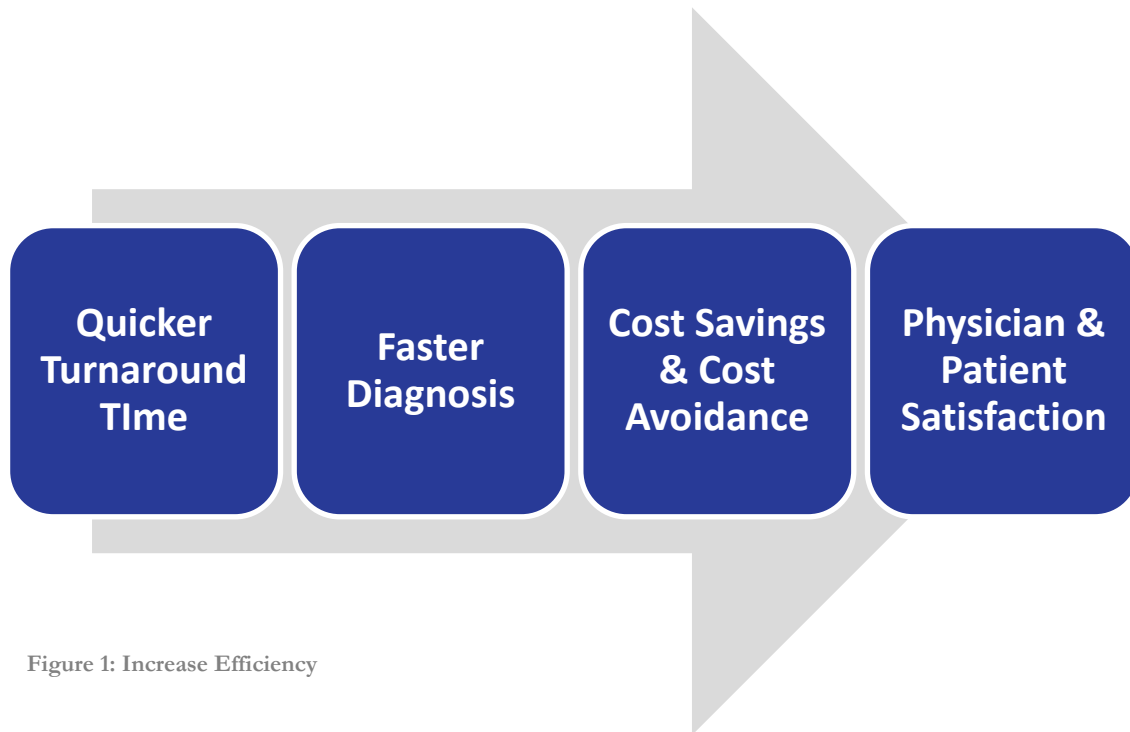 Quicker
Turnaround
TIme
Faster
Diagnosis
Cost Savings
& Cost
Avoidance
Physician &
Patient
Satisfaction
Figure 1: Increase Efficiency